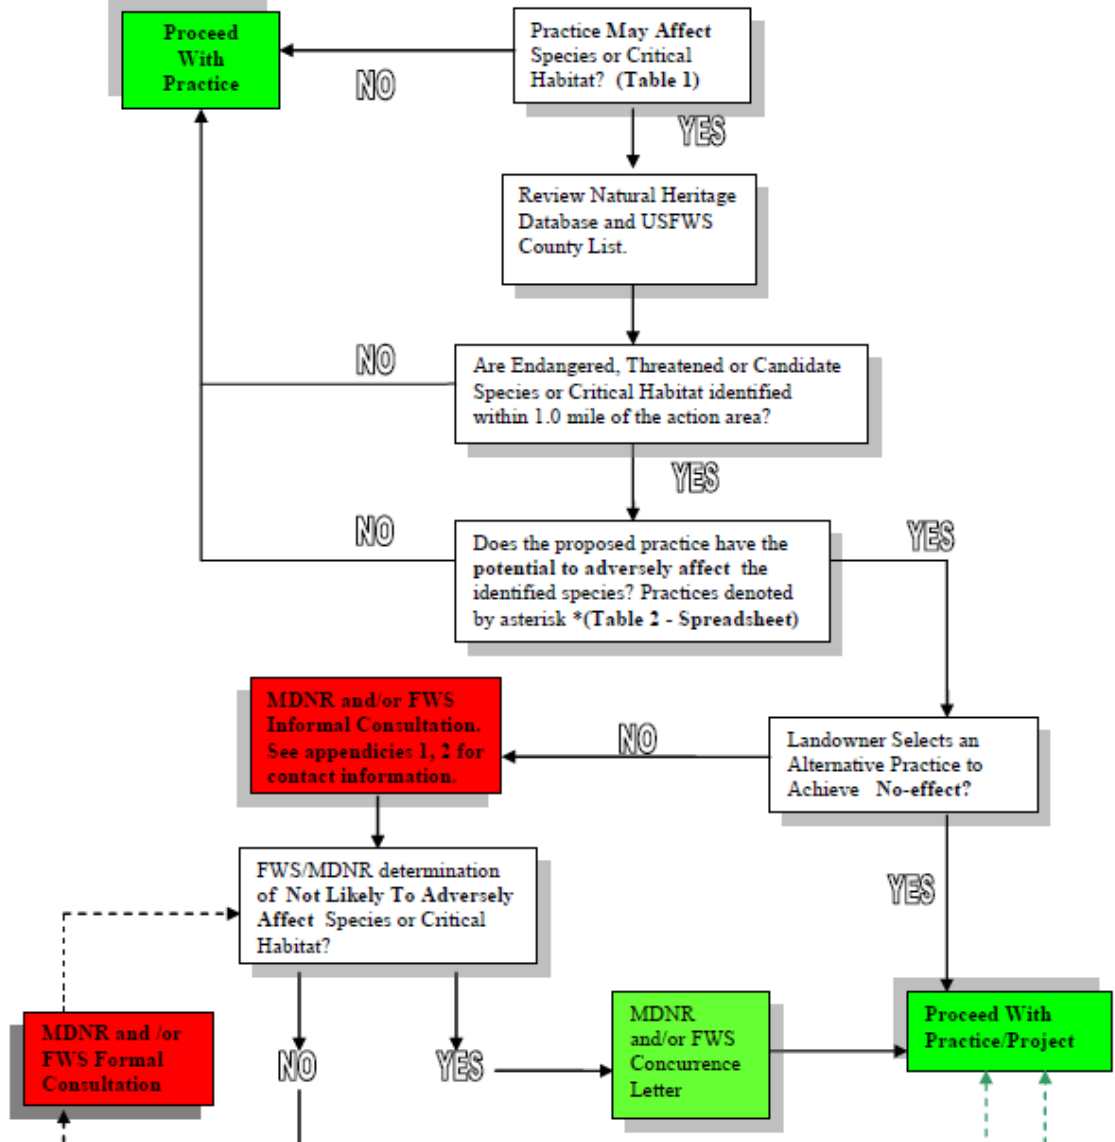 Proceed
With
Practice
Practice May Affect
Species or Critical
Habitat? (Table 1)
NO
YES
Review Natural Heritage
Database and USFWS
County List.
NO
Are Endangered, Threatened or Candidate
Species or Critical Habitat identified
within 1.0 mile of the action area?
YES
NO
Does the proposed practice have the
potential to adversely affect the
identified species? Practices denoted
by asterisk *(Table 2 - Spreadsheet)
YES
MDNR and/or FWS
Informal Consultation.
See appendicies 1, 2 for
contact information.
NO
Landowner Selects an
Alternative Practice to
Achieve No-effect?
FWS/MDNR determination
of Not Likely To Adversely
Affect Species or Critical
Habitat?
YES
MDNR and /or
FWS Formal
Consultation
NO
YES
MDNR
and/or FWS
Concurrence
Letter
Proceed With
Practice/Project